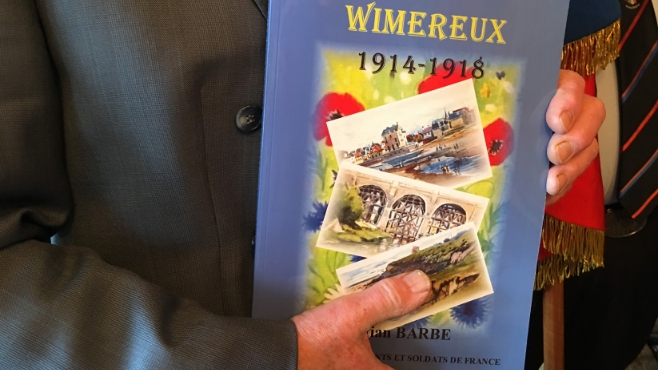 WIMEREUX
1914-1918
BARBE
ET SOLDATS DE FRANCE